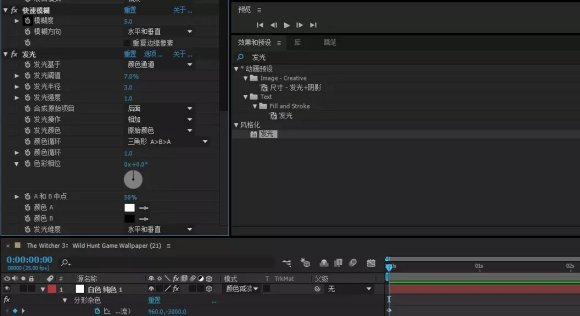 快速模糊 重置 关于...
模糊度 5.0
模糊方向 水平和垂直
重复边缘像素
发光 重置 选项... 关于...
发光基于 颜色通道
发光阈值 7.0%
发光半径 3.0
发光强度 1.0
合成原始项目 后面
发光操作 相加
发光颜色 原始颜色
颜色循环 三角形 A>B>A
颜色循环 1.0
色彩相位 0x+0.0°
A 和 B 中点 50%
颜色 A
颜色 B
发光维度 水平和垂直
预览
效果和预设 库
发光
* 动画预设
Image - Creative
尺寸 - 发光+阴影
Text
Fill and Stroke
发光
风格化
发光
The Witcher 3: Wild Hunt Game Wallpaper (21)
0:00:00:00
00000 (25.00 fps)
01s 02s
# 源名称 模式 T TrkMat 父级
1 白色 纯色 1 无
分形杂色 重置
960.0,-3000.0